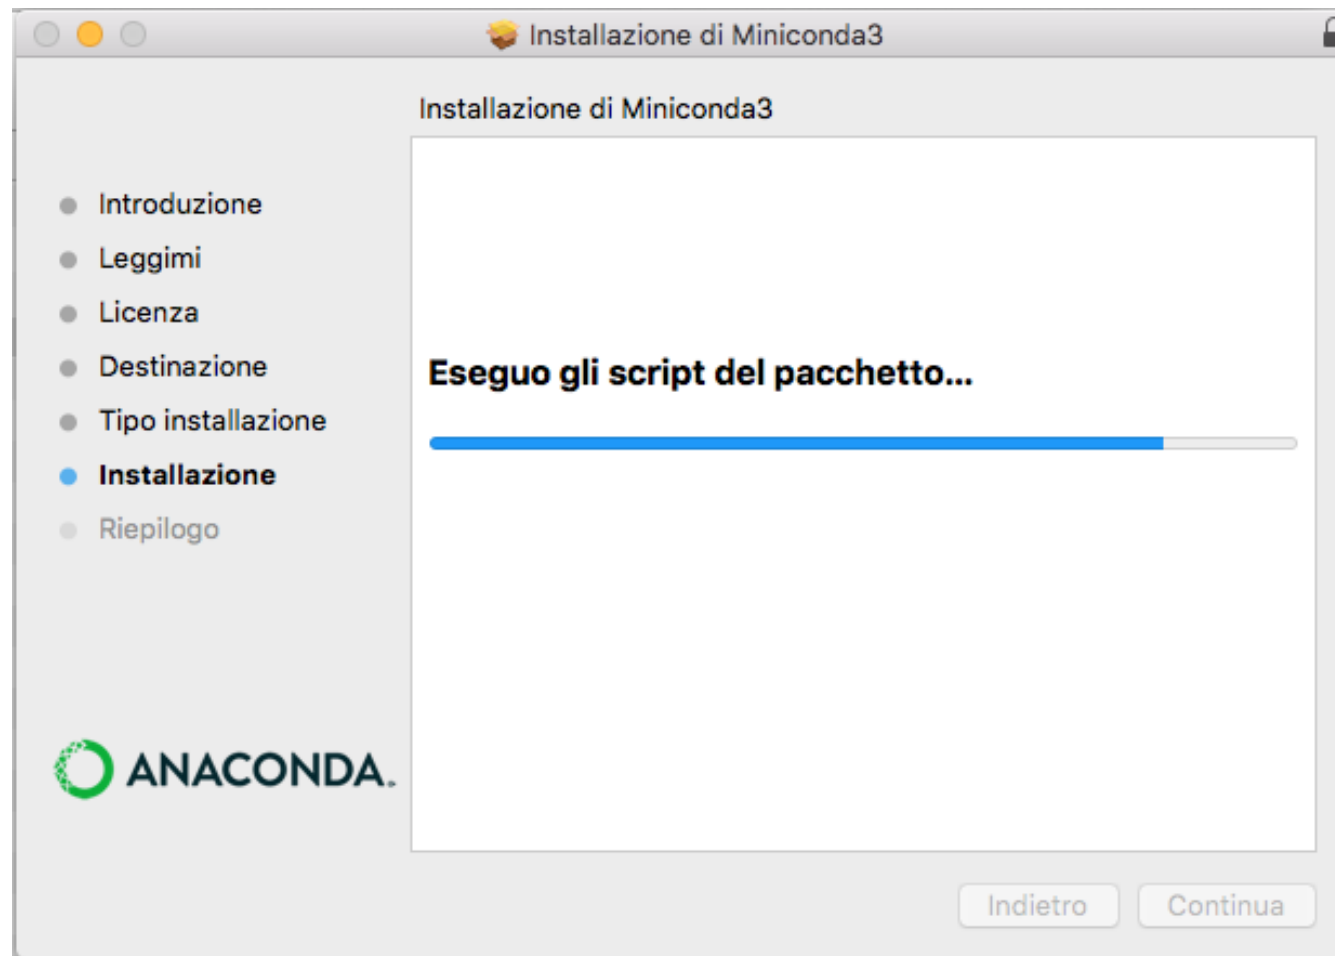 Installazione di Miniconda3
Installazione di Miniconda3
Introduzione
Leggimi
Licenza
Destinazione
Tipo installazione
Installazione
Riepilogo
Eseguo gli script del pacchetto...
ANACONDA.
Indietro
Continua